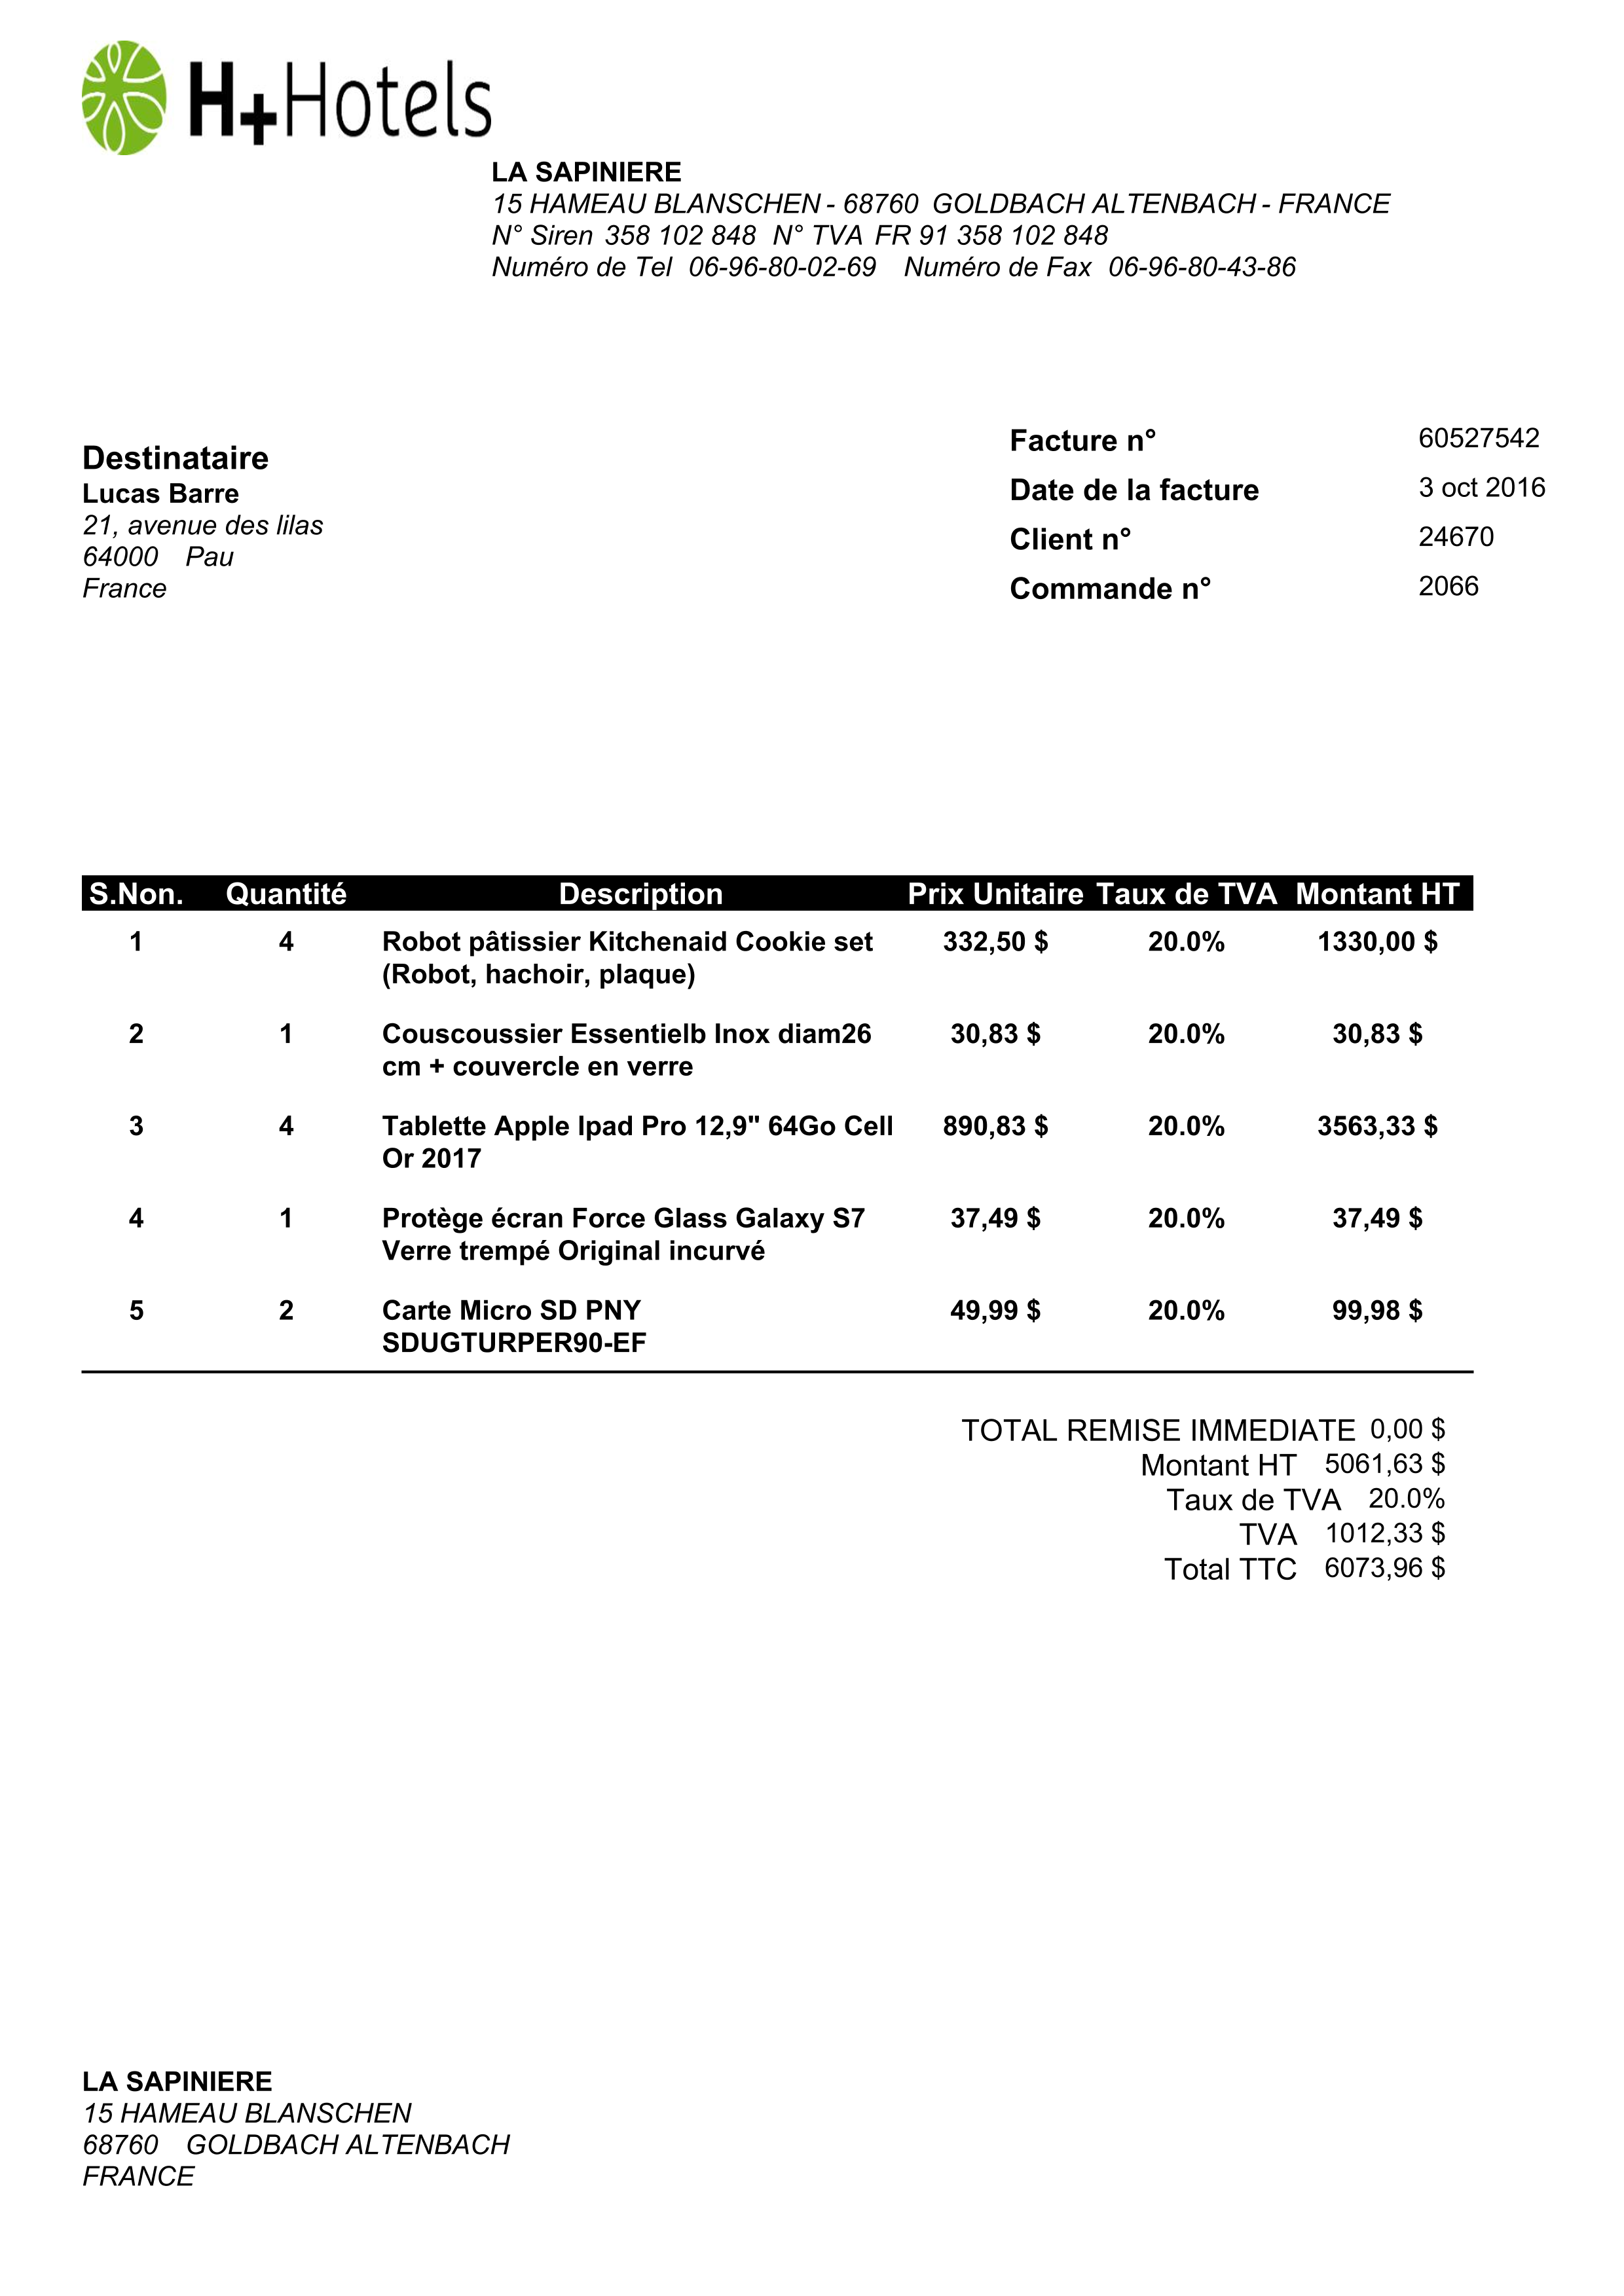 H+Hotels
LA SAPINIERE
15 HAMEAU BLANSCHEN - 68760 GOLDBACH ALTENBACH - FRANCE
N° Siren 358 102 848 N° TVA FR 91 358 102 848
Numéro de Tel 06-96-80-02-69 Numéro de Fax 06-96-80-43-86
Destinataire
Lucas Barre
21, avenue des lilas
64000 Pau
France
Facture n° 60527542
Date de la facture 3 oct 2016
Client n° 24670
Commande n° 2066
S.Non. Quantité Description Prix Unitaire Taux de TVA Montant HT
1 4 Robot pâtissier Kitchenaid Cookie set 332,50 $ 20.0% 1330,00 $
(Robot, hachoir, plaque)
2 1 Couscoussier Essentielb Inox diam26 30,83 $ 20.0% 30,83 $
cm + couvercle en verre
3 4 Tablette Apple Ipad Pro 12,9" 64Go Cell 890,83 $ 20.0% 3563,33 $
Or 2017
4 1 Protège écran Force Glass Galaxy S7 37,49 $ 20.0% 37,49 $
Verre trempé Original incurvé
5 2 Carte Micro SD PNY 49,99 $ 20.0% 99,98 $
SDUGTURPER90-EF
TOTAL REMISE IMMEDIATE 0,00 $
Montant HT 5061,63 $
Taux de TVA 20.0%
TVA 1012,33 $
Total TTC 6073,96 $
LA SAPINIERE
15 HAMEAU BLANSCHEN
68760 GOLDBACH ALTENBACH
FRANCE